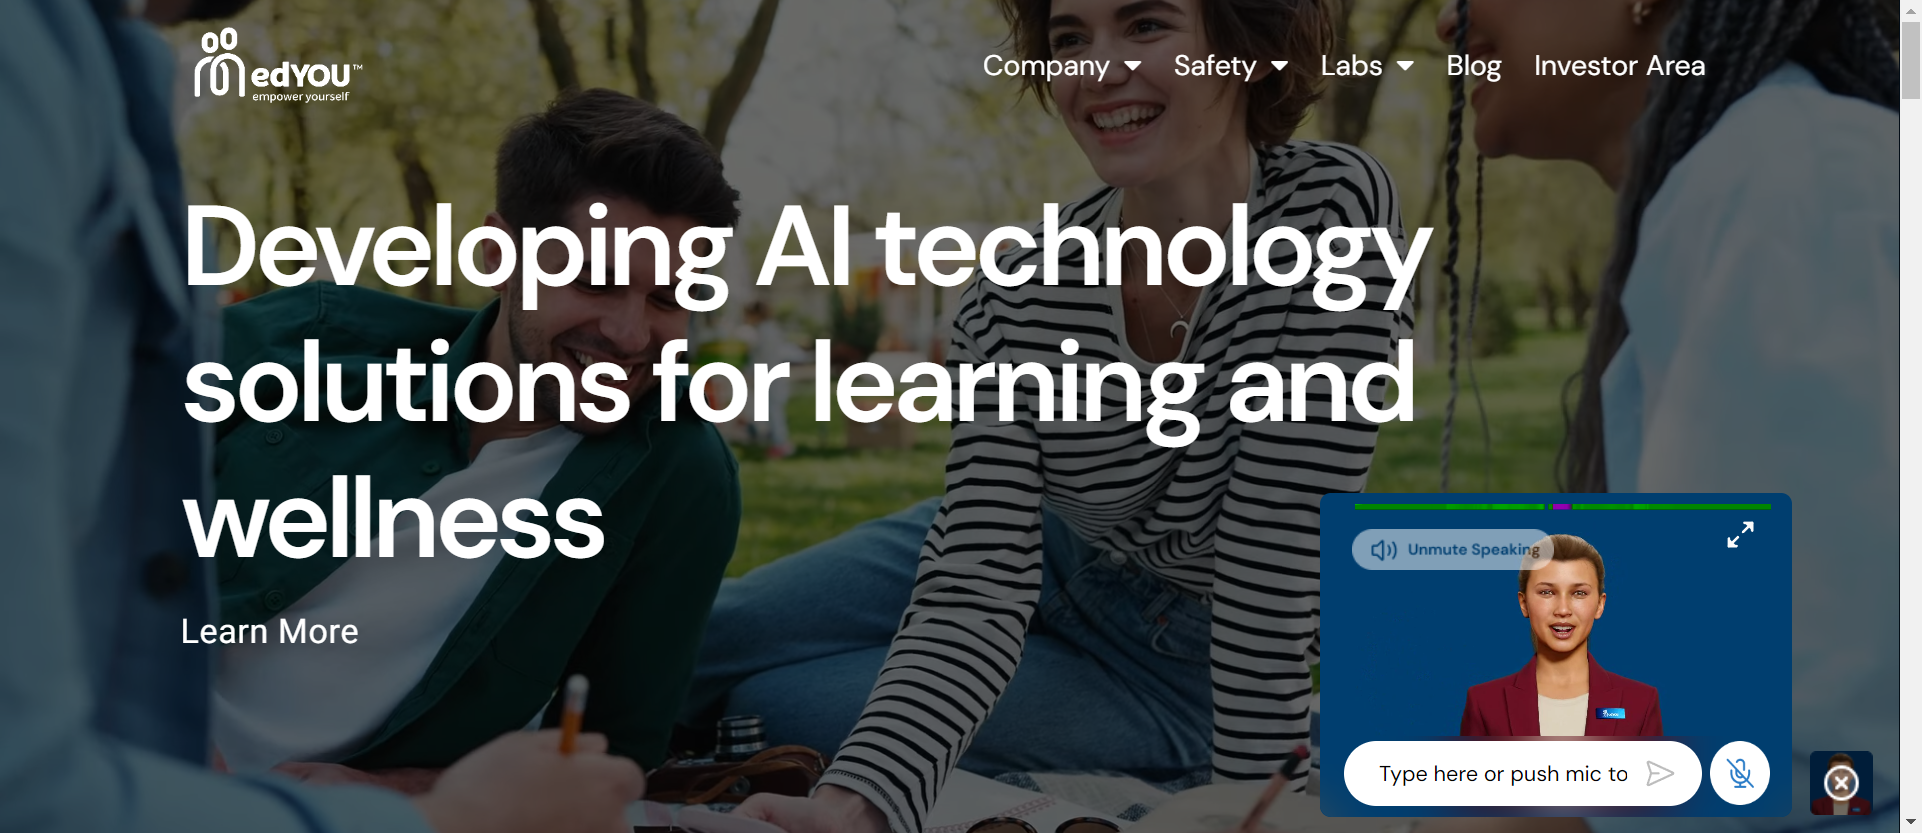 edYOU™
empower yourself
Company
Safety
Labs
Blog
Investor Area
Developing AI technology
solutions for learning and
wellness
Learn More
Unmute Speaking
Type here or push mic to